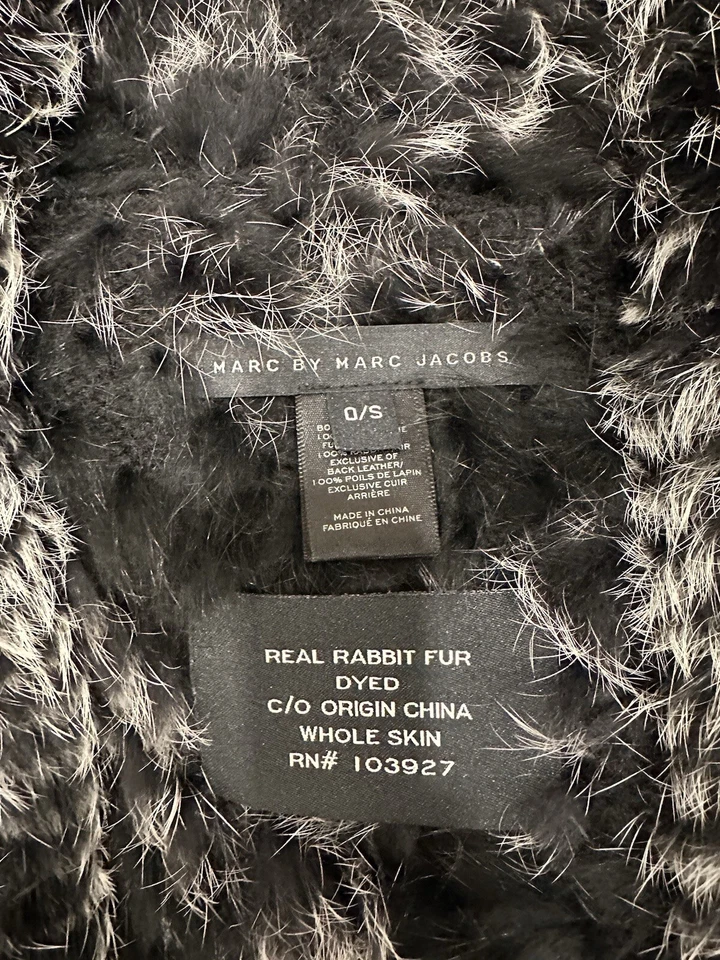 MARC BY MARC JACOBS
O/S
EXCLUSIVE OF
BACK LEATHER/
100% POILS DE LAPIN
EXCLUSIVE CUIR
ARRIÈRE
MADE IN CHINA
FABRIQUÉ EN CHINE
REAL RABBIT FUR
DYED
C/O ORIGIN CHINA
WHOLE SKIN
RN# 103927